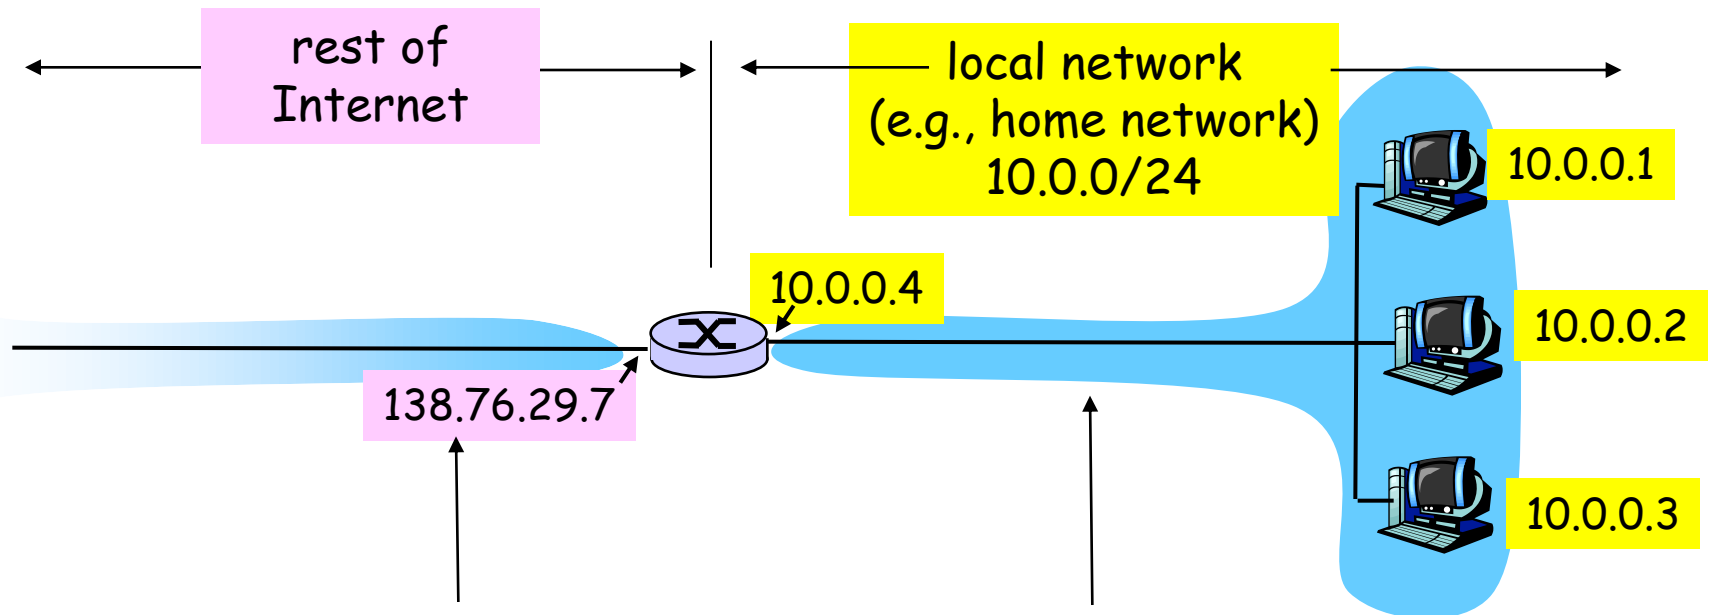 rest of
Internet
local network
(e.g., home network)
10.0.0/24
10.0.0.1
10.0.0.4
10.0.0.2
138.76.29.7
10.0.0.3